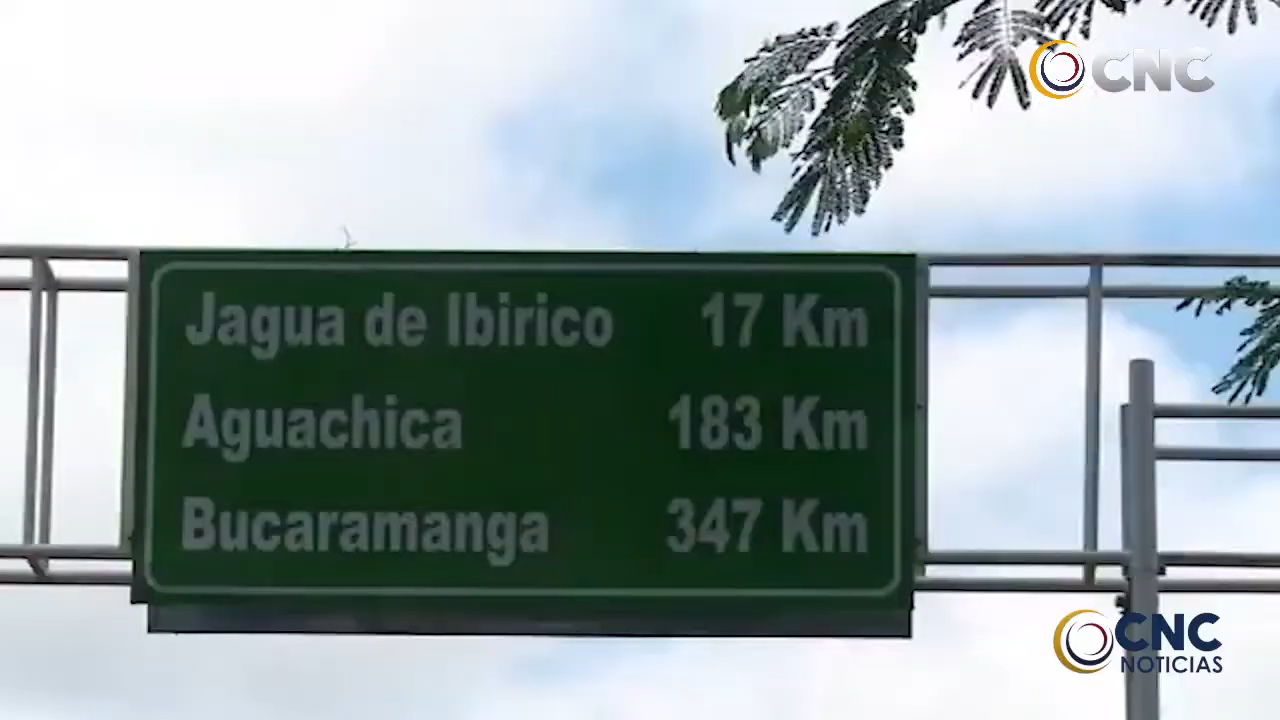 CNC
Jagua de Ibirico 17 Km
Aguachica 183 Km
Bucaramanga 347 Km
CNC
NOTICIAS